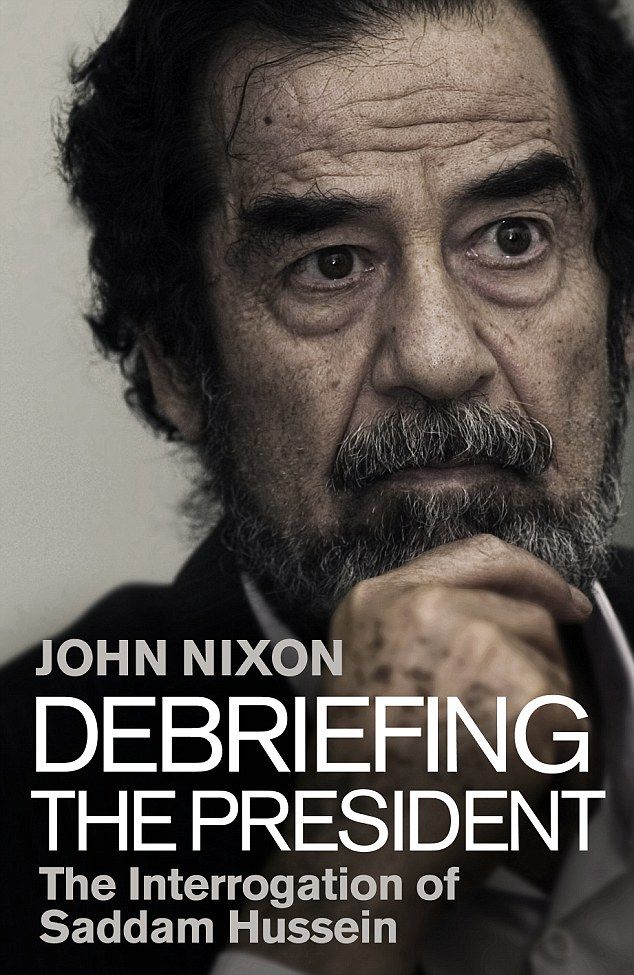 JOHN NIXON
DEBRIEFING
THE PRESIDENT
The Interrogation of
Saddam Hussein